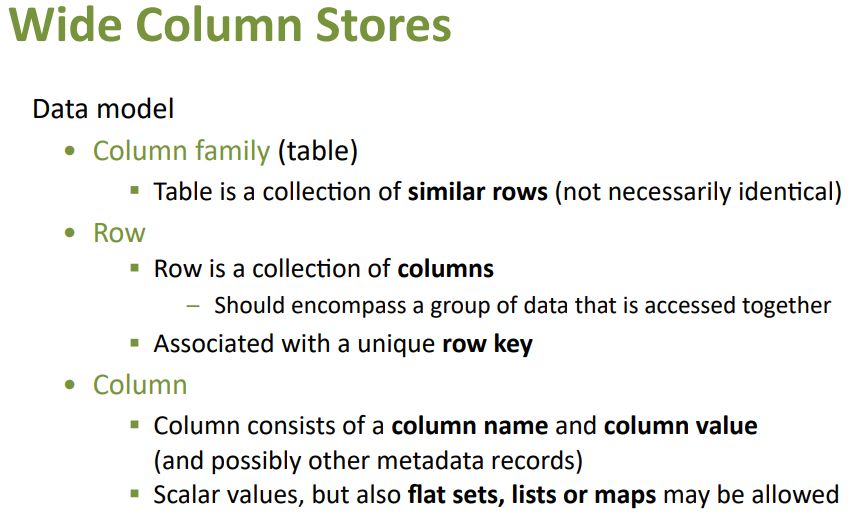 Wide Column Stores
Data model
• Column family (table)
▪ Table is a collection of similar rows (not necessarily identical)
• Row
▪ Row is a collection of columns
– Should encompass a group of data that is accessed together
▪ Associated with a unique row key
• Column
▪ Column consists of a column name and column value
(and possibly other metadata records)
▪ Scalar values, but also flat sets, lists or maps may be allowed